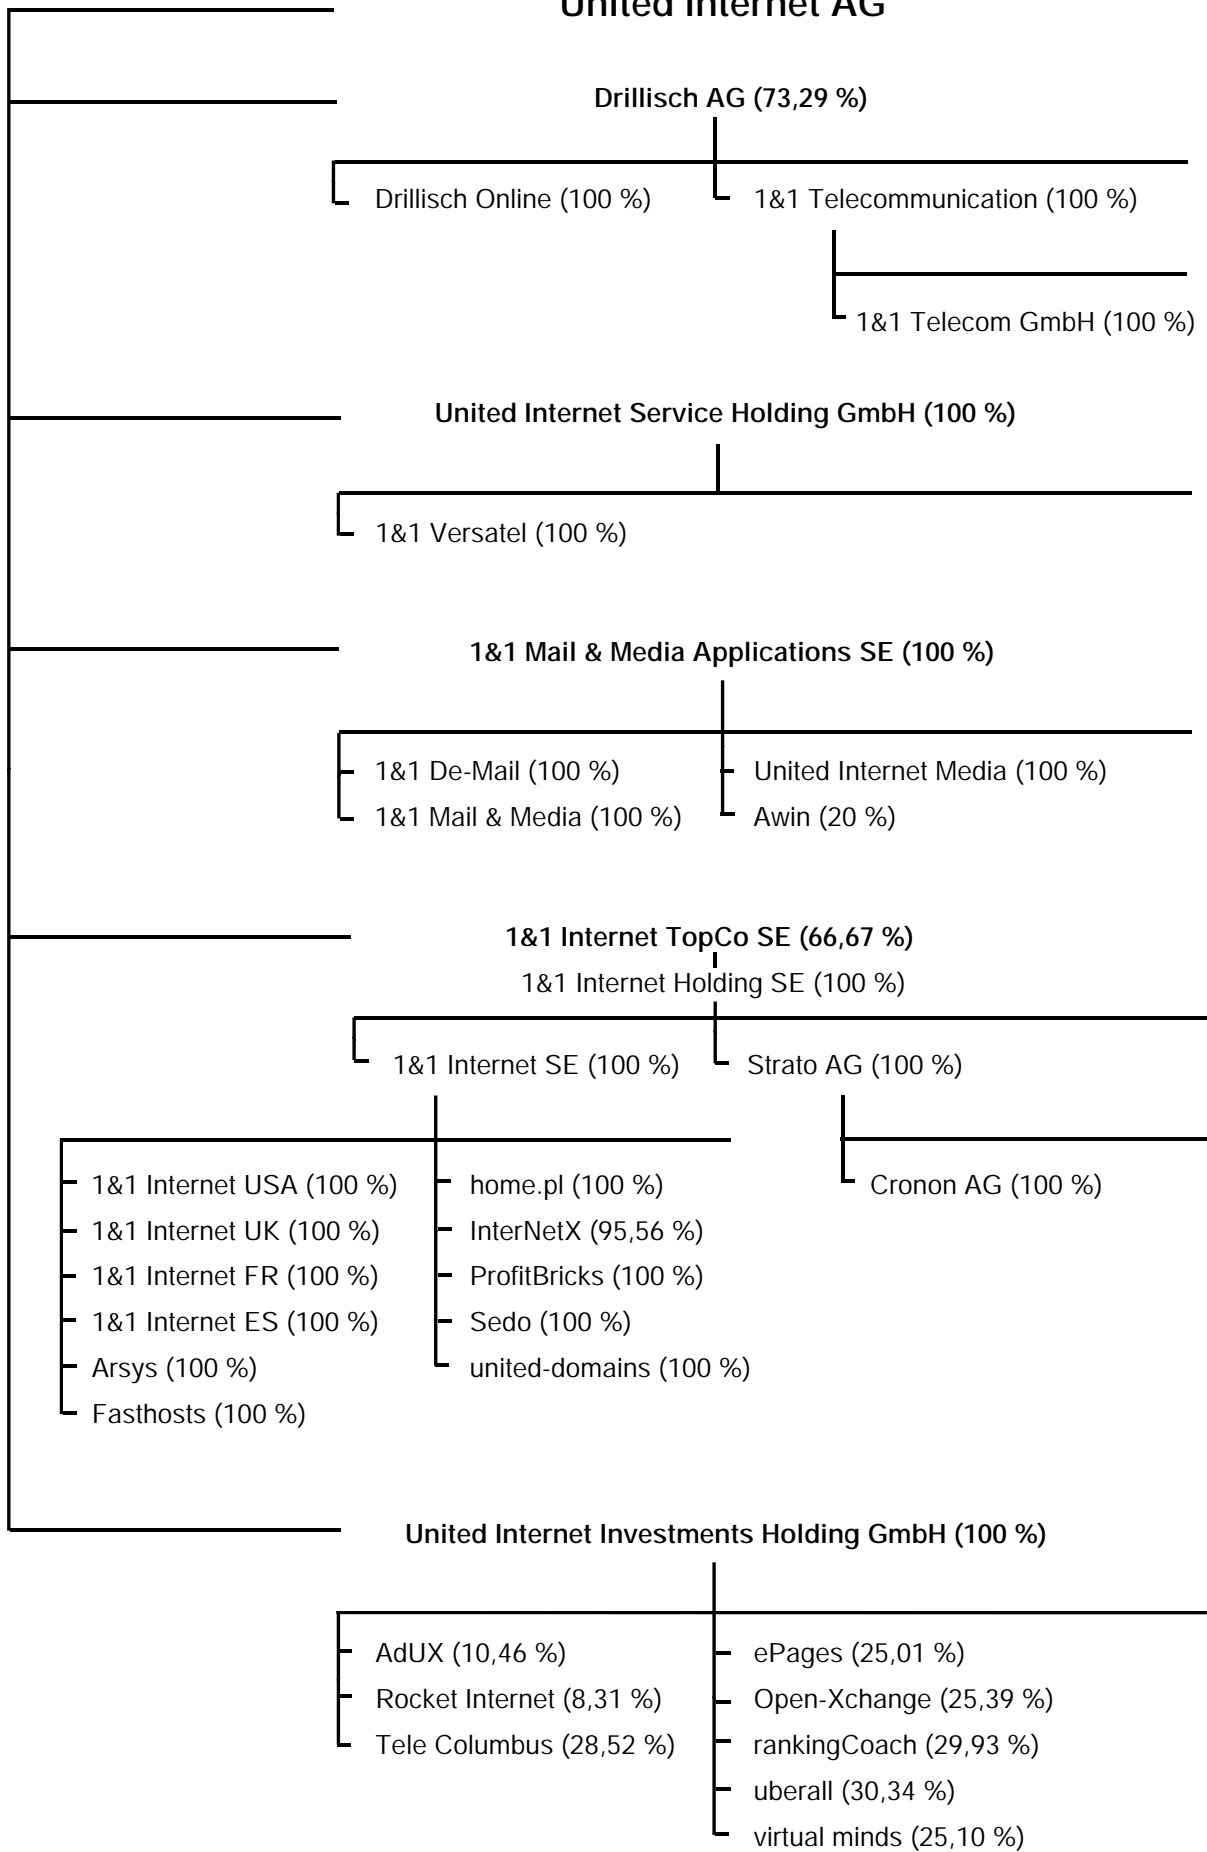 United Internet AG
Drillisch AG (73,29 %)
Drillisch Online (100 %)
1&1 Telecommunication (100 %)
1&1 Telecom GmbH (100 %)
United Internet Service Holding GmbH (100 %)
1&1 Versatel (100 %)
1&1 Mail & Media Applications SE (100 %)
1&1 De-Mail (100 %)
1&1 Mail & Media (100 %)
United Internet Media (100 %)
Awin (20 %)
1&1 Internet TopCo SE (66,67 %)
1&1 Internet Holding SE (100 %)
1&1 Internet SE (100 %)
Strato AG (100 %)
1&1 Internet USA (100 %)
1&1 Internet UK (100 %)
1&1 Internet FR (100 %)
1&1 Internet ES (100 %)
Arsys (100 %)
Fasthosts (100 %)
home.pl (100 %)
InterNetX (95,56 %)
ProfitBricks (100 %)
Sedo (100 %)
united-domains (100 %)
Cronon AG (100 %)
United Internet Investments Holding GmbH (100 %)
AdUX (10,46 %)
Rocket Internet (8,31 %)
Tele Columbus (28,52 %)
ePages (25,01 %)
Open-Xchange (25,39 %)
rankingCoach (29,93 %)
uberall (30,34 %)
virtual minds (25,10 %)